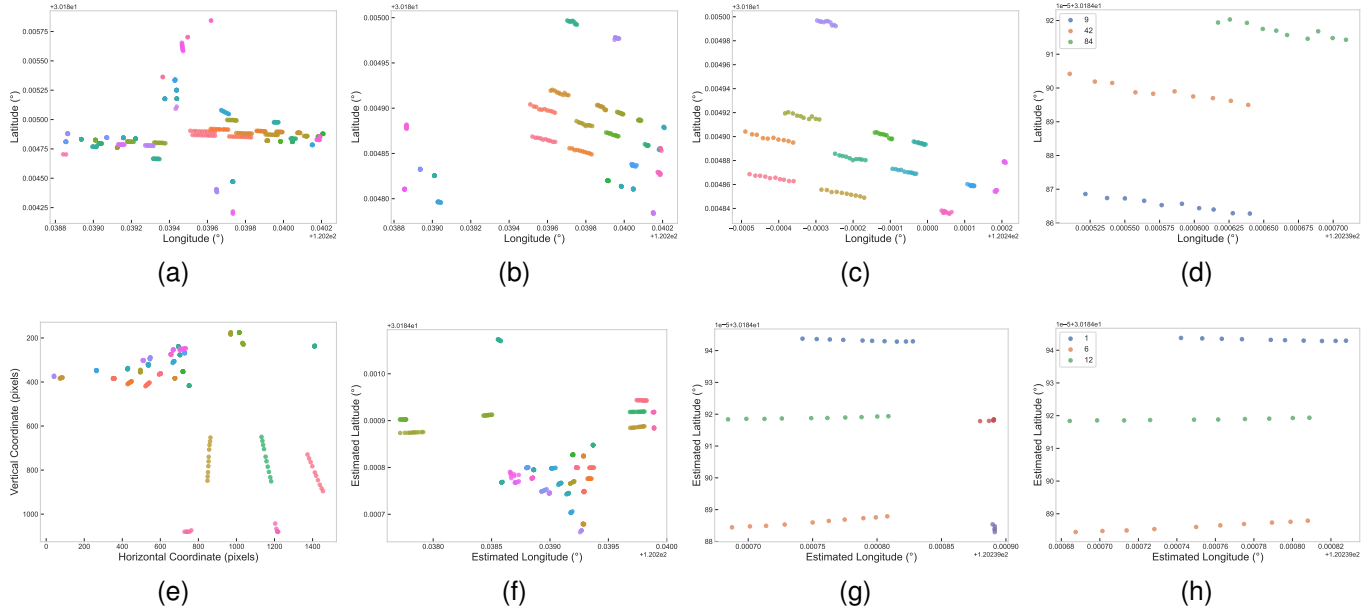 +3.018e1
0.00575
0.00550
0.00525
0.00500
0.00475
0.00450
0.00425
Latitude (°)
0.0388 0.0390 0.0392 0.0394 0.0396 0.0398 0.0400 0.0402
Longitude (°)
+1.202e2
(a)
+3.018e1
0.00500
0.00495
0.00490
0.00485
0.00480
Latitude (°)
0.0388 0.0390 0.0392 0.0394 0.0396 0.0398 0.0400 0.0402
Longitude (°)
+1.202e2
(b)
+3.018e1
0.00500
0.00498
0.00496
0.00494
0.00492
0.00490
0.00488
0.00486
0.00484
Latitude (°)
−0.0005 −0.0004 −0.0003 −0.0002 −0.0001 0.0000 0.0001 0.0002
Longitude (°)
+1.2024e2
(c)
1e−5+3.0184e1
9
42
84
92
91
90
89
88
87
86
Latitude (°)
0.000525 0.000550 0.000575 0.000600 0.000625 0.000650 0.000675 0.000700
Longitude (°)
+1.20239e2
(d)
200
400
600
800
1000
Vertical Coordinate (pixels)
0 200 400 600 800 1000 1200 1400
Horizontal Coordinate (pixels)
(e)
+3.0184e1
0.0010
0.0009
0.0008
0.0007
Estimated Latitude (°)
0.0380 0.0385 0.0390 0.0395 0.0400
Estimated Longitude (°)
+1.202e2
(f)
1e−5+3.0184e1
94
93
92
91
90
89
88
Estimated Latitude (°)
0.00070 0.00075 0.00080 0.00085 0.00090
Estimated Longitude (°)
+1.20239e2
(g)
1e−5+3.0184e1
1
6
12
94
93
92
91
90
89
Estimated Latitude (°)
0.00068 0.00070 0.00072 0.00074 0.00076 0.00078 0.00080 0.00082
Estimated Longitude (°)
+1.20239e2
(h)